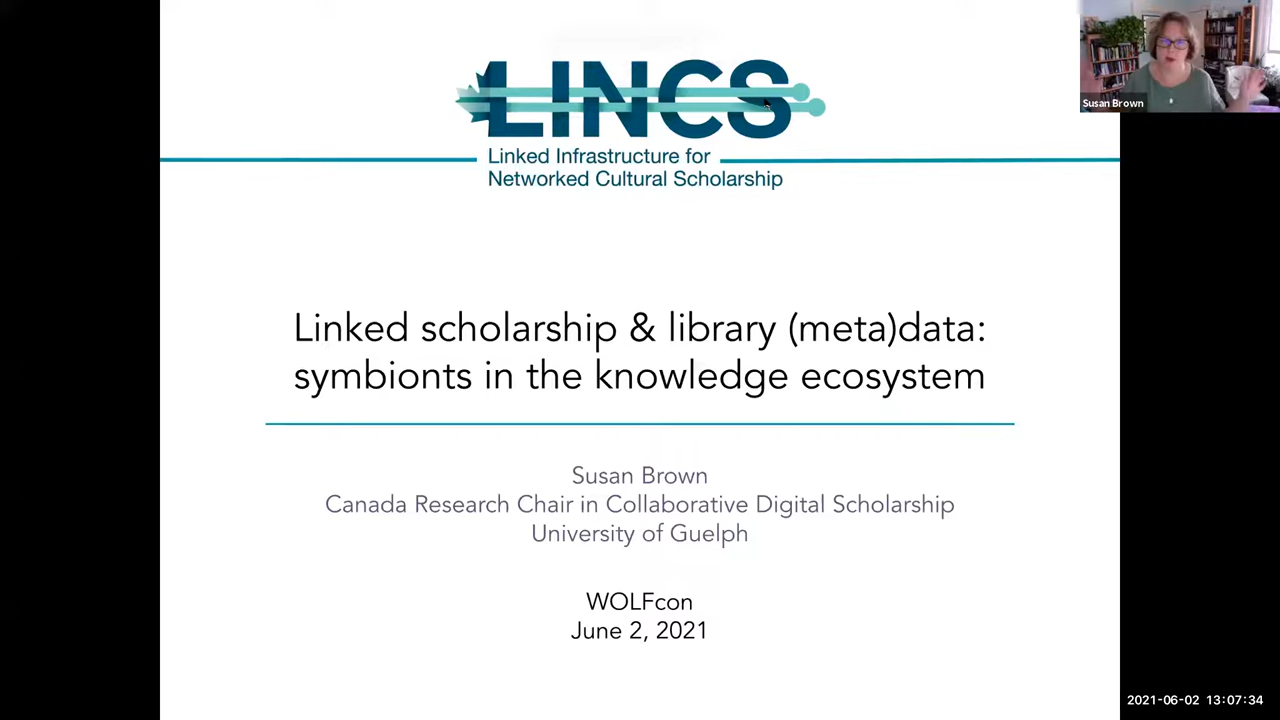 LINCS
Linked Infrastructure for
Networked Cultural Scholarship
Susan Brown
Linked scholarship & library (meta)data:
symbionts in the knowledge ecosystem
Susan Brown
Canada Research Chair in Collaborative Digital Scholarship
University of Guelph
WOLFcon
June 2, 2021
2021-06-02 13:07:34